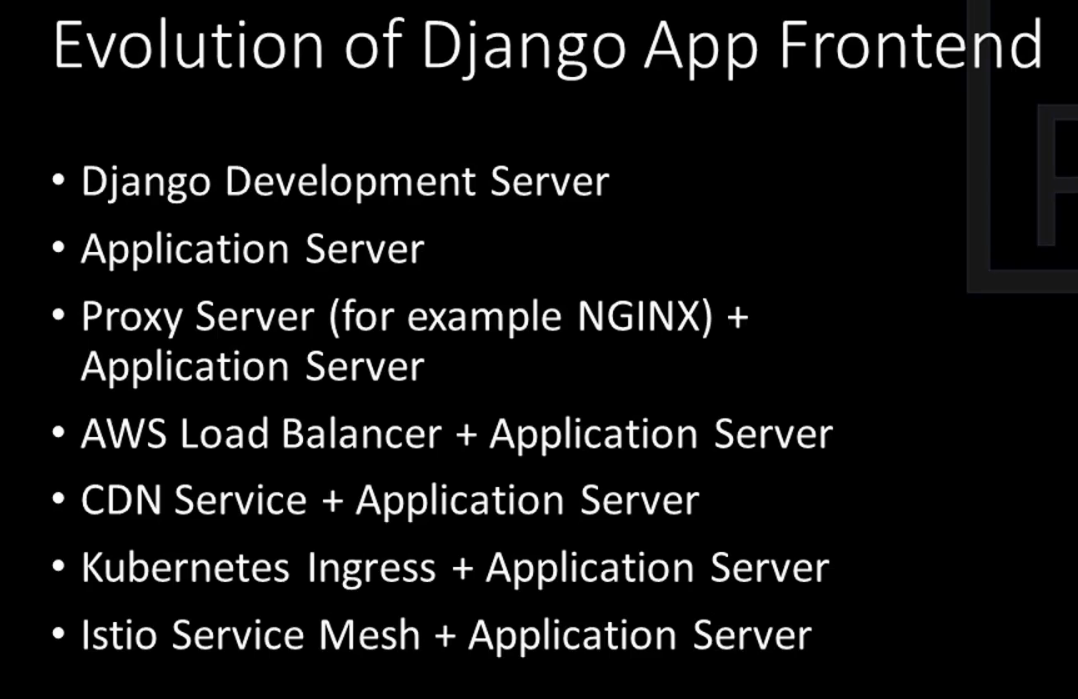 Evolution of Django App Frontend
• Django Development Server
• Application Server
• Proxy Server (for example NGINX) +
Application Server
• AWS Load Balancer + Application Server
• CDN Service + Application Server
• Kubernetes Ingress + Application Server
• Istio Service Mesh + Application Server